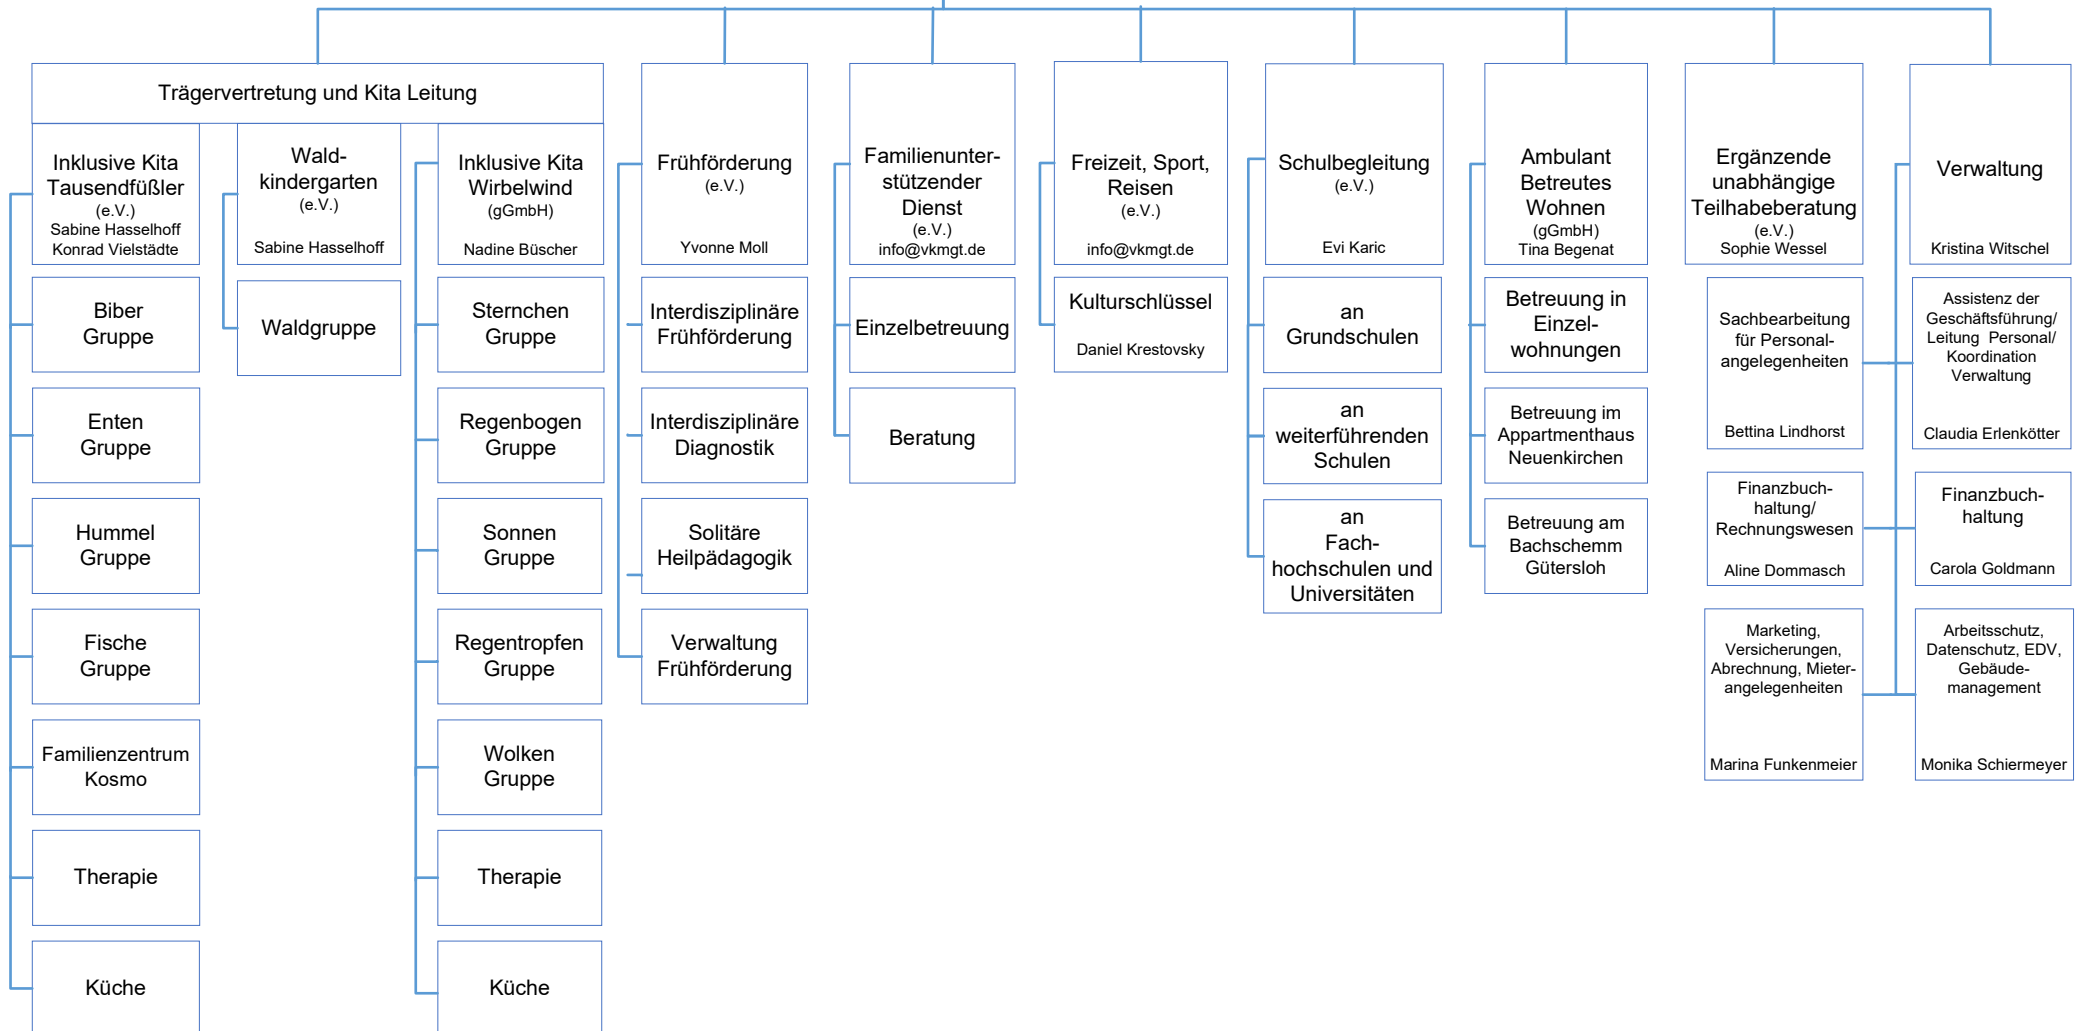 Trägervertretung und Kita Leitung
Inklusive Kita
Tausendfüßler
(e.V.)
Sabine Hasselhoff
Konrad Vielstädte
Biber
Gruppe
Enten
Gruppe
Hummel
Gruppe
Fische
Gruppe
Familienzentrum
Kosmo
Therapie
Küche
Wald-
kindergarten
(e.V.)
Sabine Hasselhoff
Waldgruppe
Inklusive Kita
Wirbelwind
(gGmbH)
Nadine Büscher
Sternchen
Gruppe
Regenbogen
Gruppe
Sonnen
Gruppe
Regentropfen
Gruppe
Wolken
Gruppe
Therapie
Küche
Frühförderung
(e.V.)
Yvonne Moll
Interdisziplinäre
Frühförderung
Interdisziplinäre
Diagnostik
Solitäre
Heilpädagogik
Verwaltung
Frühförderung
Familienunter-
stützender
Dienst
(e.V.)
info@vkmgt.de
Einzelbetreuung
Beratung
Freizeit, Sport,
Reisen
(e.V.)
info@vkmgt.de
Kulturschlüssel
Daniel Krestovsky
Schulbegleitung
(e.V.)
Evi Karic
an
Grundschulen
an
weiterführenden
Schulen
an
Fach-
hochschulen und
Universitäten
Ambulant
Betreutes
Wohnen
(gGmbH)
Tina Begenat
Betreuung in
Einzel-
wohnungen
Betreuung im
Appartmenthaus
Neuenkirchen
Betreuung am
Bachschemm
Gütersloh
Ergänzende
unabhängige
Teilhabeberatung
(e.V.)
Sophie Wessel
Verwaltung
Kristina Witschel
Sachbearbeitung
für Personal-
angelegenheiten
Bettina Lindhorst
Assistenz der
Geschäftsführung/
Leitung Personal/
Koordination
Verwaltung
Claudia Erlenkötter
Finanzbuch-
haltung/
Rechnungswesen
Aline Dommasch
Finanzbuch-
haltung
Carola Goldmann
Marketing,
Versicherungen,
Abrechnung, Mieter-
angelegenheiten
Marina Funkenmeier
Arbeitsschutz,
Datenschutz, EDV,
Gebäude-
management
Monika Schiermeyer